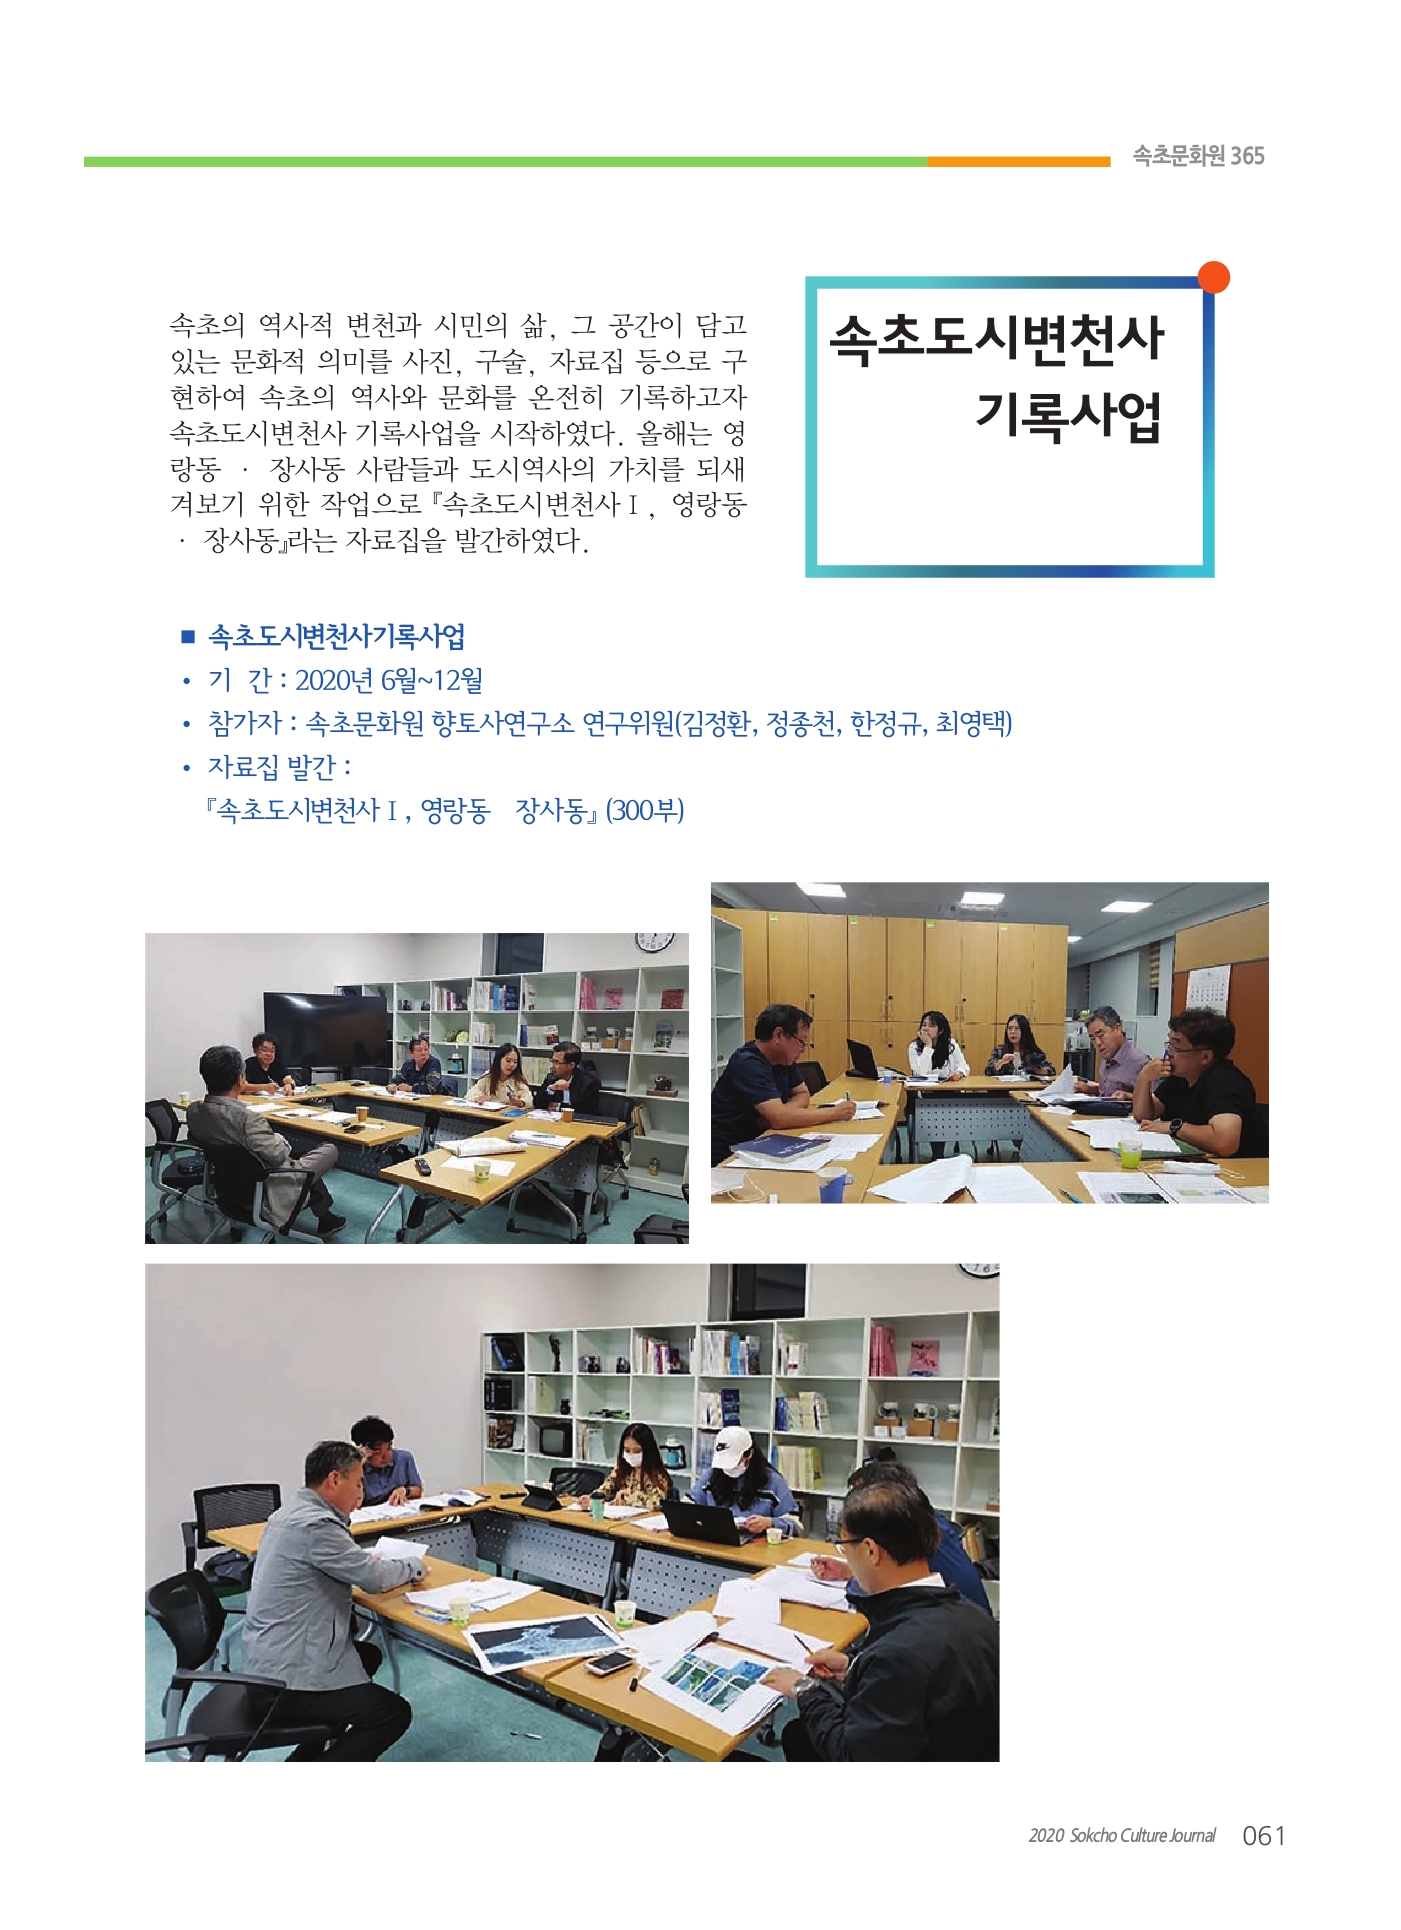 속초문화원 365
속초도시변천사
기록사업
속초의 역사적 변천과 시민의 삶, 그 공간이 담고
있는 문화적 의미를 사진, 구술, 자료집 등으로 구
현하여 속초의 역사와 문화를 온전히 기록하고자
속초도시변천사 기록사업을 시작하였다. 올해는 영
랑동 · 장사동 사람들과 도시역사의 가치를 되새
겨보기 위한 작업으로『속초도시변천사Ⅰ, 영랑동
· 장사동』라는 자료집을 발간하였다.
■ 속초도시변천사기록사업
• 기 간 : 2020년 6월~12월
• 참가자 : 속초문화원 향토사연구소 연구위원(김정환, 정종천, 한정규, 최영택)
• 자료집 발간 :
『속초도시변천사Ⅰ, 영랑동 장사동』(300부)
2020 Sokcho Culture Journal 061